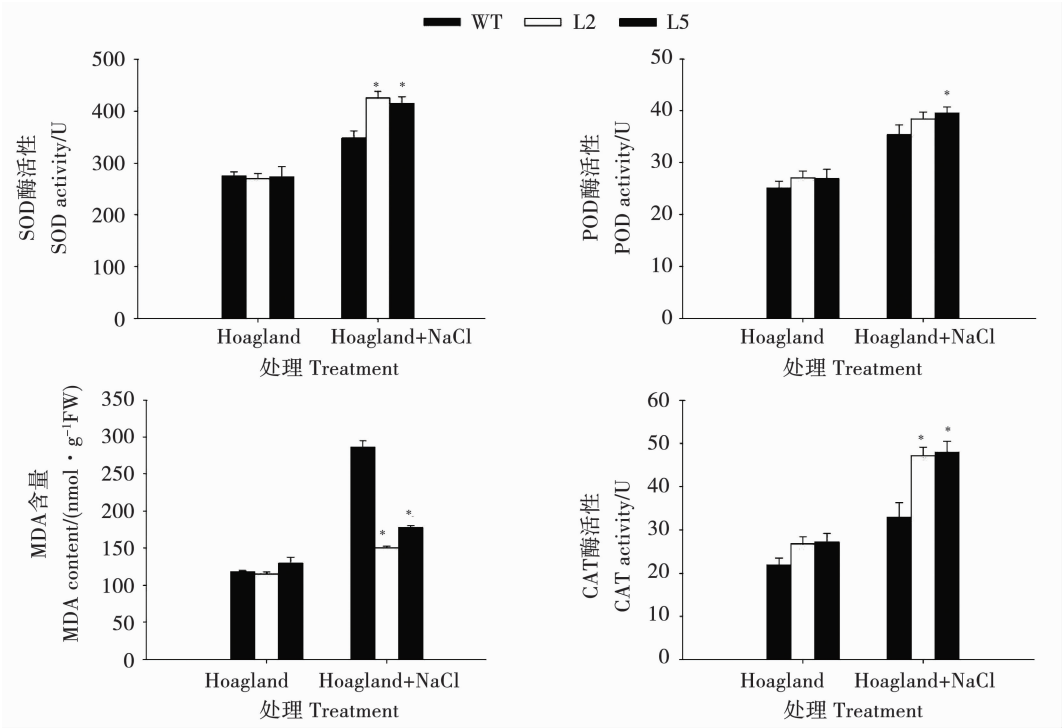 WT L2 L5
SOD酶活性
SOD activity/U
500
400
300
200
100
0
*
*
Hoagland Hoagland+NaCl
处理 Treatment
POD酶活性
POD activity/U
50
40
30
20
10
0
*
Hoagland Hoagland+NaCl
处理 Treatment
MDA含量
MDA content/(nmol·g⁻¹FW)
350
300
250
200
150
100
50
0
*
*
Hoagland Hoagland+NaCl
处理 Treatment
CAT酶活性
CAT activity/U
60
50
40
30
20
10
0
*
*
Hoagland Hoagland+NaCl
处理 Treatment